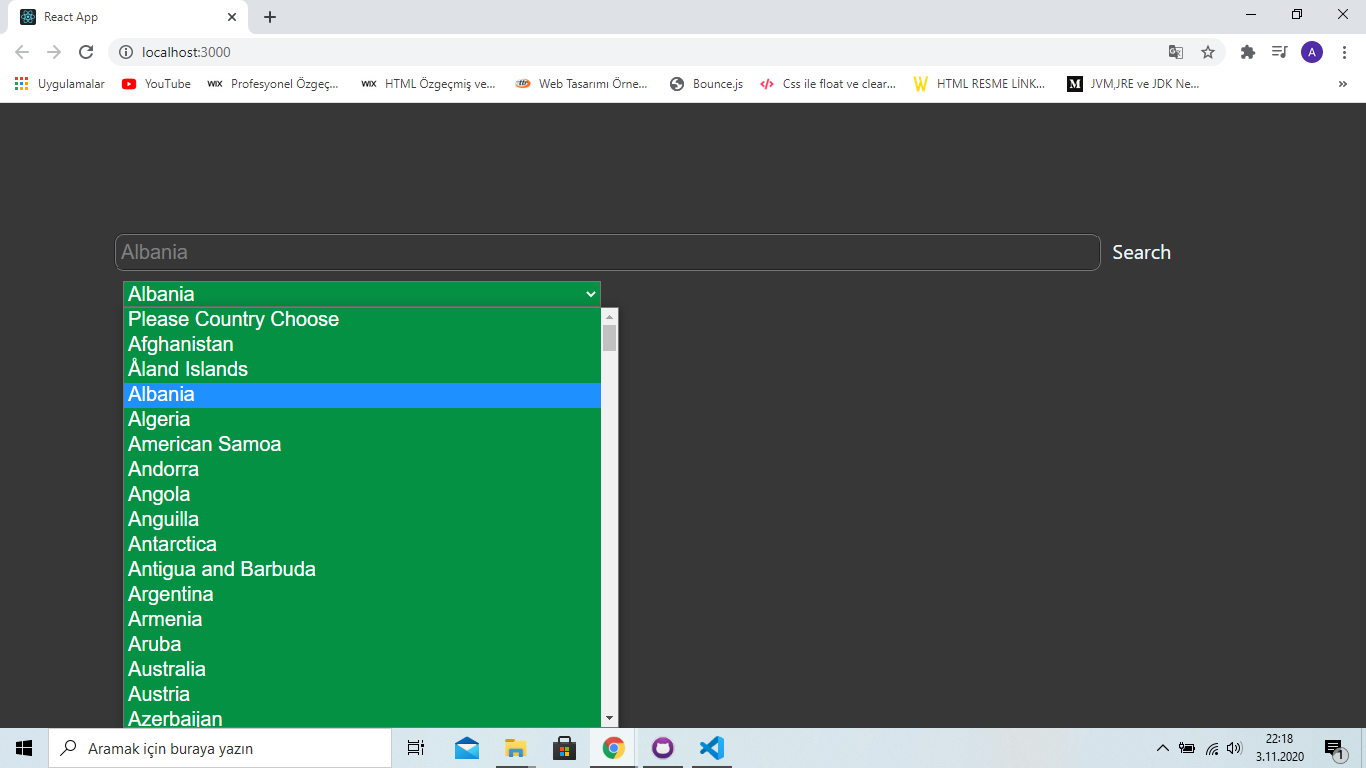 React App
localhost:3000
A
Uygulamalar YouTube WIX Profesyonel Özgeç... WIX HTML Özgeçmiş ve... Web Tasarımı Örne... Bounce.js Css ile float ve clear... HTML RESME LİNK... M JVM,JRE ve JDK Ne...
Albania Search
Albania
Please Country Choose
Afghanistan
Åland Islands
Albania
Algeria
American Samoa
Andorra
Angola
Anguilla
Antarctica
Antigua and Barbuda
Argentina
Armenia
Aruba
Australia
Austria
Azerbaijan
Aramak için buraya yazın
22:18
3.11.2020
1